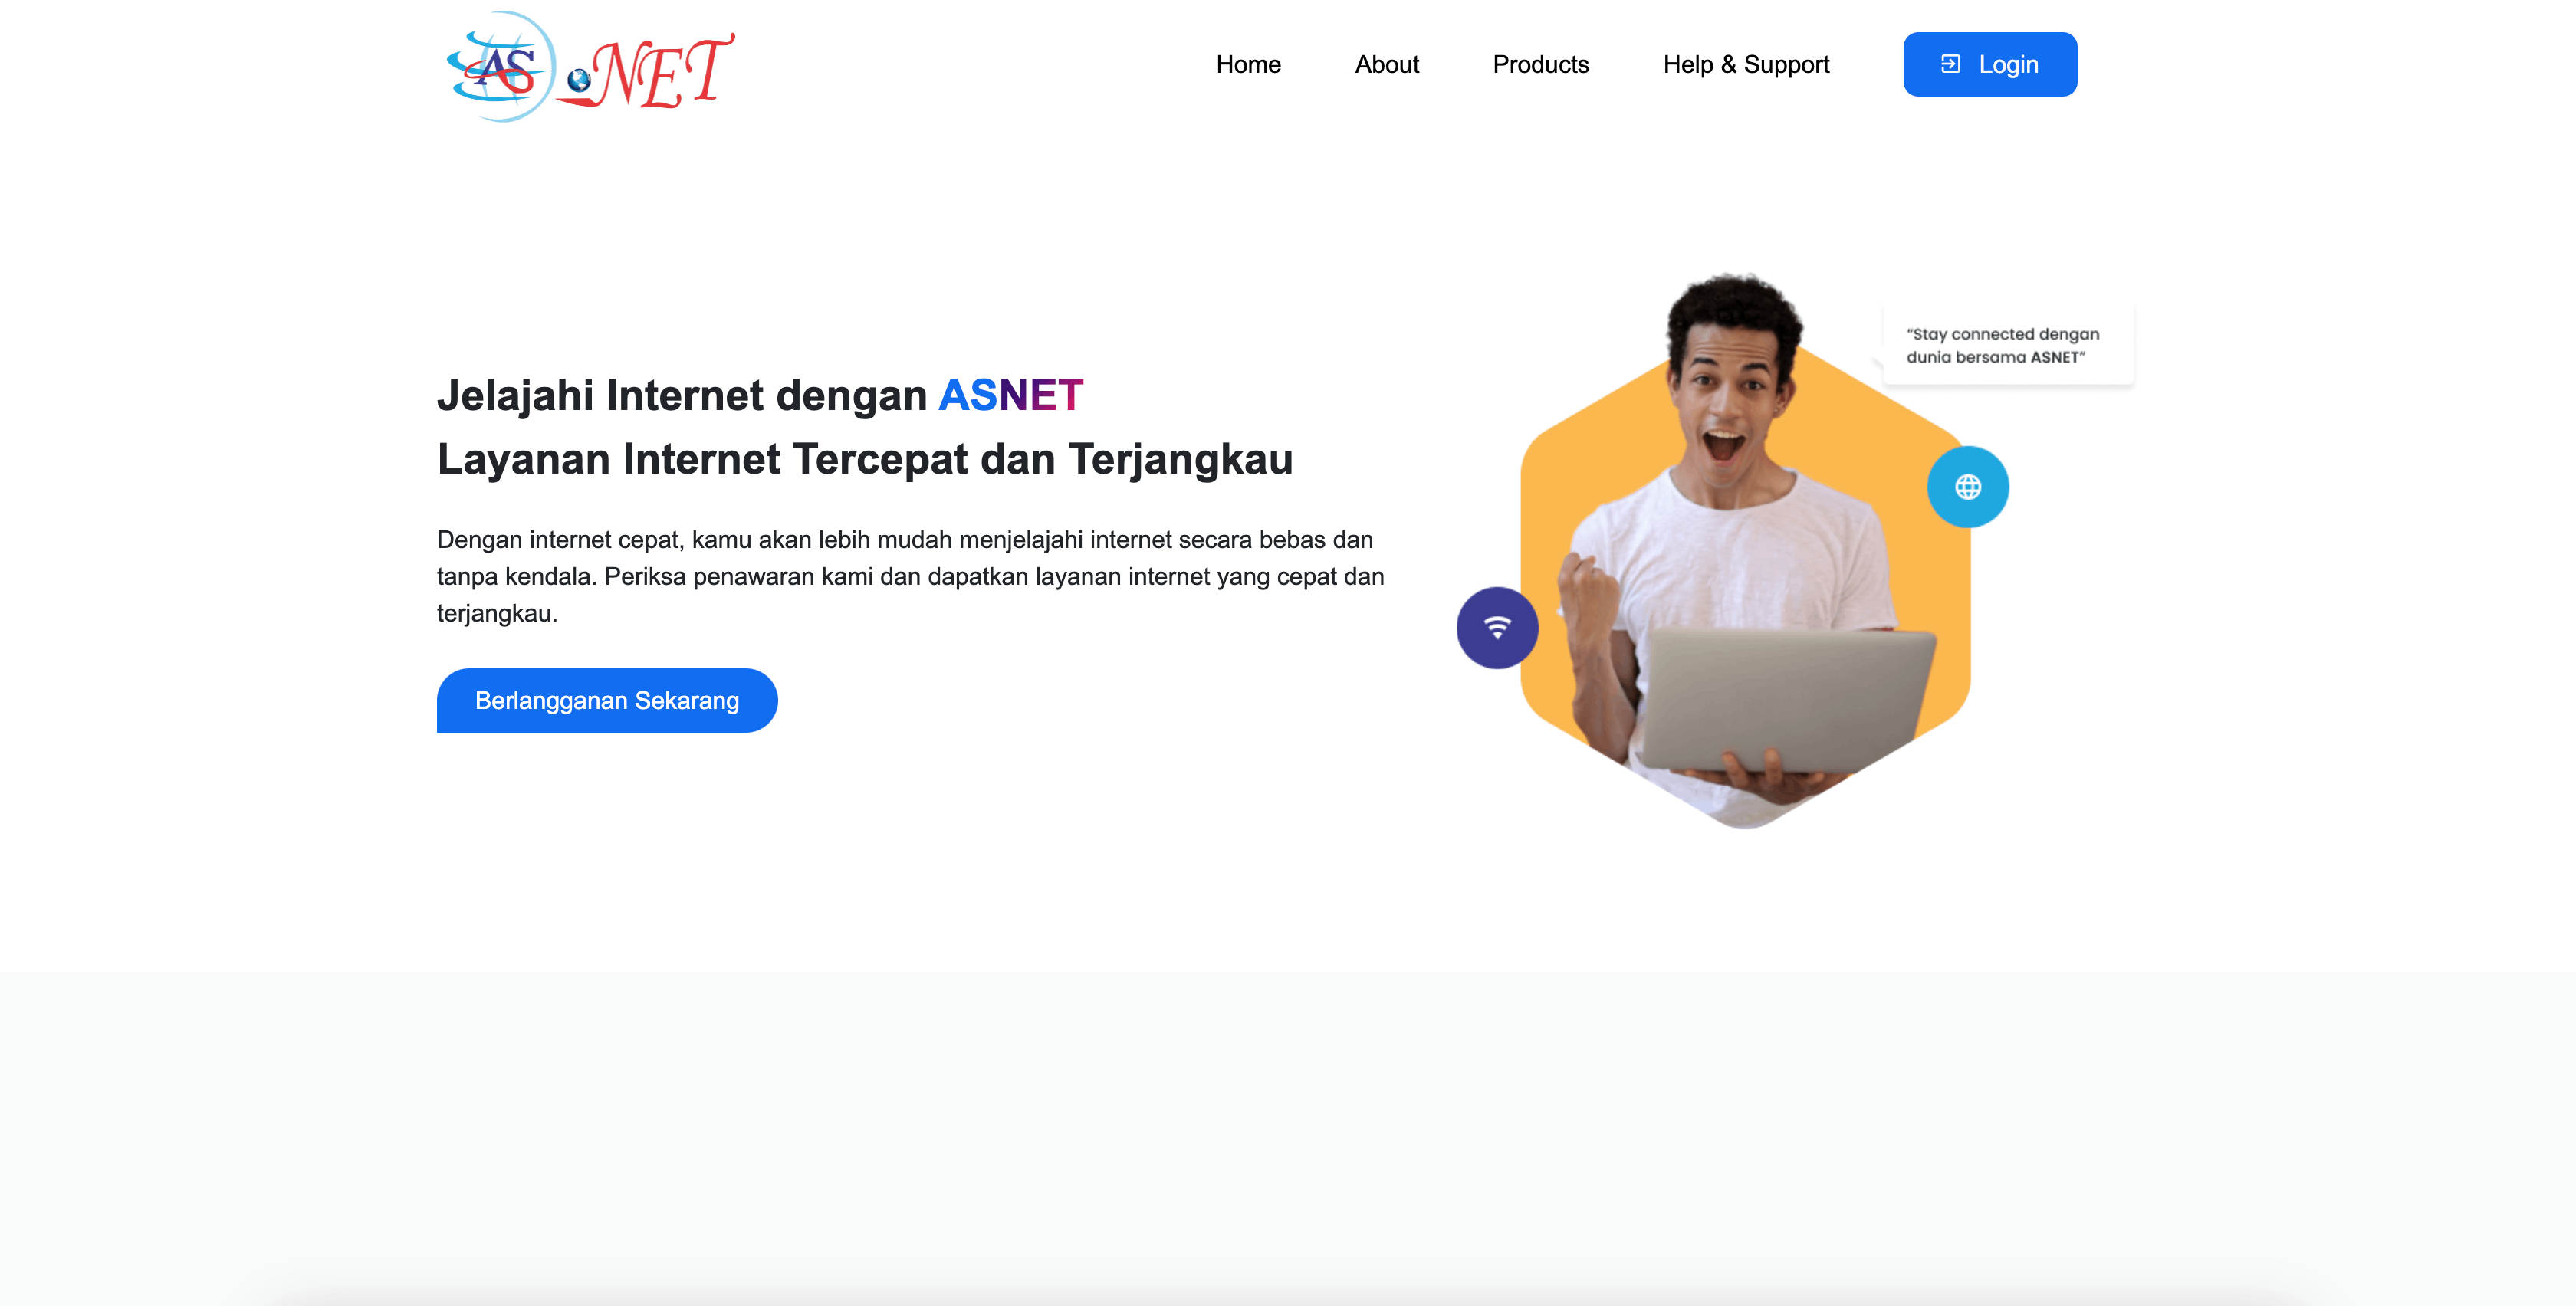 AS .NET
Home
About
Products
Help & Support
Login
Jelajahi Internet dengan ASNET
Layanan Internet Tercepat dan Terjangkau
Dengan internet cepat, kamu akan lebih mudah menjelajahi internet secara bebas dan
tanpa kendala. Periksa penawaran kami dan dapatkan layanan internet yang cepat dan
terjangkau.
Berlangganan Sekarang
“Stay connected dengan
dunia bersama ASNET”